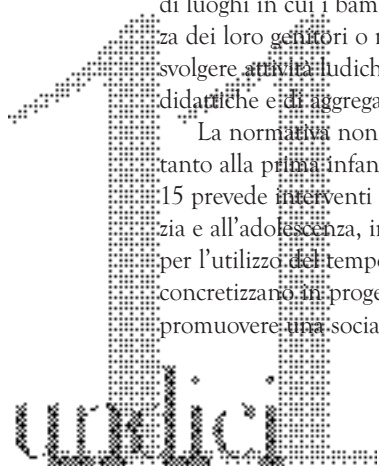 di luoghi in cui i bam
za dei loro genitori o
svolgere attività ludich
didattiche e di aggrega
La normativa non
tanto alla prima infan
15 prevede interventi
zia e all'adolescenza, i
per l'utilizzo del temp
concretizzano in proge
promuovere una socia
11
undici